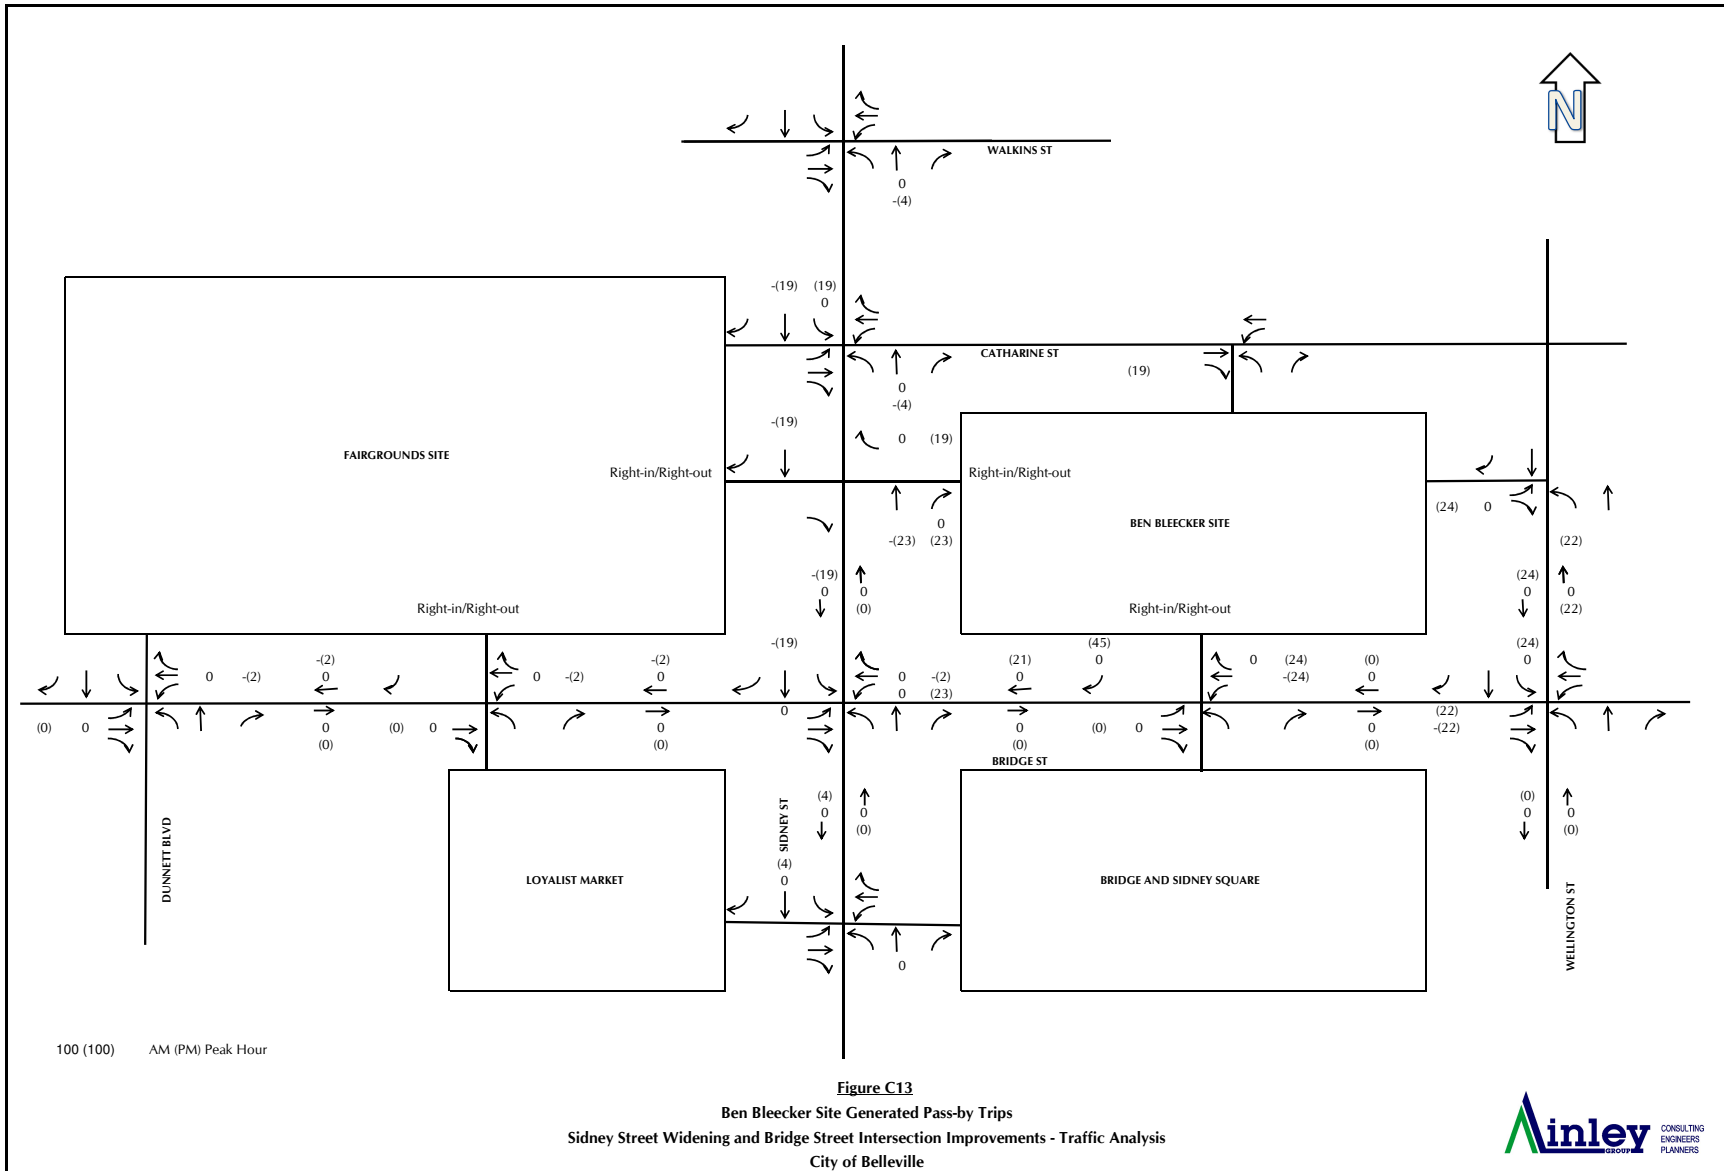 N
WALKINS ST
0
-(4)
-(19) (19)
0
CATHARINE ST
(19)
0
-(4)
-(19)
0 (19)
FAIRGROUNDS SITE
Right-in/Right-out
Right-in/Right-out
(24) 0
BEN BLEECKER SITE
0
-(23) (23)
(22)
-(19)
0 0
(0)
(24)
0 0
(22)
Right-in/Right-out
Right-in/Right-out
-(19)
(45)
(24)
0 -(2)
-(2)
0
0 -(2)
-(2)
0
0 -(2)
0 (23)
(21)
0
0
0 (24)
-(24)
(0)
0
0
(0) 0
0
(0)
(0) 0
0
(0)
0
0
(0)
(0) 0
0
(0)
(22)
-(22)
BRIDGE ST
(4)
0 0
(0)
(0)
0 0
(0)
SIDNEY ST
(4)
0
DUNNETT BLVD
LOYALIST MARKET
BRIDGE AND SIDNEY SQUARE
WELLINGTON ST
0
100 (100) AM (PM) Peak Hour
Figure C13
Ben Bleecker Site Generated Pass-by Trips
Sidney Street Widening and Bridge Street Intersection Improvements - Traffic Analysis
City of Belleville
Ainley
GROUP
CONSULTING
ENGINEERS
PLANNERS